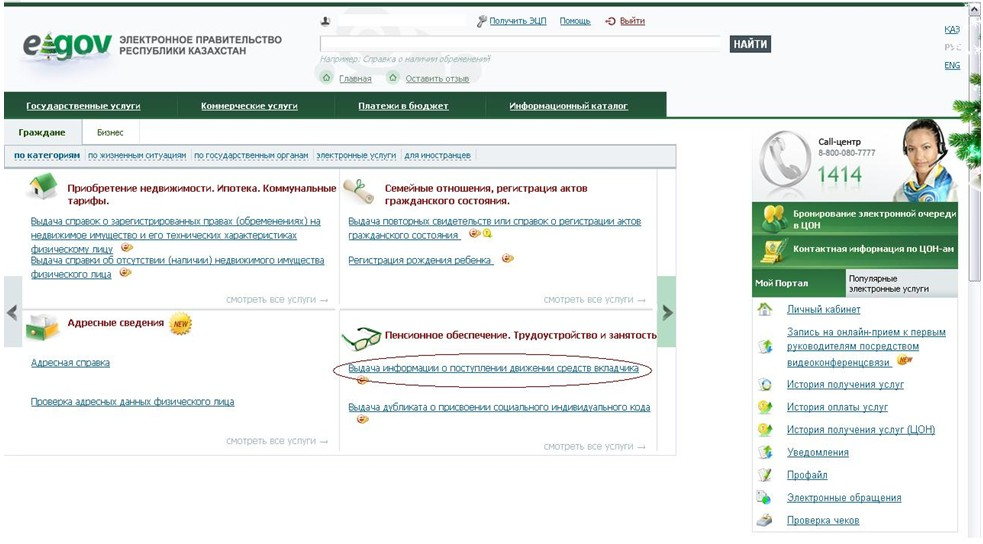 Получить ЭЦП Помощь Выйти
ҚАЗ
egov ЭЛЕКТРОННОЕ ПРАВИТЕЛЬСТВО
РЕСПУБЛИКИ КАЗАХСТАН
НАЙТИ
РУС
Например: Справка о наличии обременений
ENG
Главная Оставить отзыв
Государственные услуги Коммерческие услуги Платежи в бюджет Информационный каталог
Граждане Бизнес
по категориям по жизненным ситуациям по государственным органам электронные услуги для иностранцев
Приобретение недвижимости. Ипотека. Коммунальные
тарифы.
Выдача справок о зарегистрированных правах (обременениях) на
недвижимое имущество и его технических характеристиках
физическому лицу
Выдача справки об отсутствии (наличии) недвижимого имущества
физического лица
смотреть все услуги →
Семейные отношения, регистрация актов
гражданского состояния.
Выдача повторных свидетельств или справок о регистрации актов
гражданского состояния
Регистрация рождения ребенка
смотреть все услуги →
Адресные сведения NEW
Адресная справка
Проверка адресных данных физического лица
смотреть все услуги →
Пенсионное обеспечение. Трудоустройство и занятость
Выдача информации о поступлении движении средств вкладчика
Выдача дубликата о присвоении социального индивидуального кода
смотреть все услуги →
Call-центр
8-800-080-7777
1414
Бронирование электронной очереди
в ЦОН
Контактная информация по ЦОН-ам
Мой Портал
Популярные
электронные услуги
Личный кабинет
Запись на онлайн-прием к первым
руководителям посредством
видеоконференцсвязи NEW
История получения услуг
История оплаты услуг
История получения услуг (ЦОН)
Уведомления
Профайл
Электронные обращения
Проверка чеков